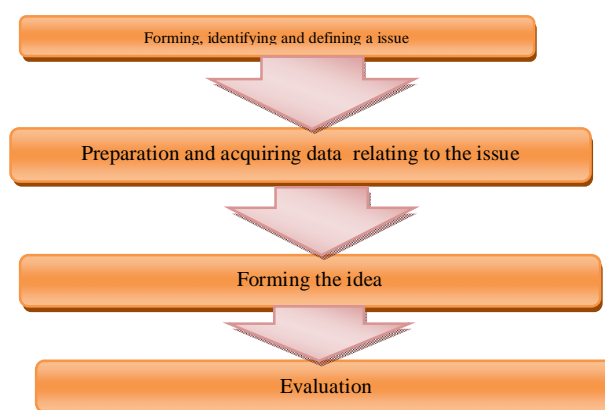 Forming, identifying and defining a issue
Preparation and acquiring data relating to the issue
Forming the idea
Evaluation